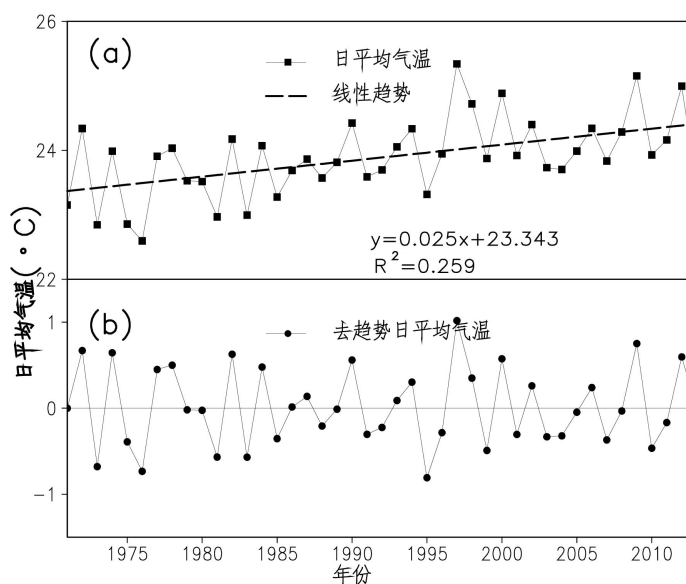 26
(a)
日平均气温
线性趋势
24
y=0.025x+23.343
R²=0.259
22
日平均气温(·C)
1
(b)
去趋势日平均气温
0
-1
1975 1980 1985 1990 1995 2000 2005 2010
年份